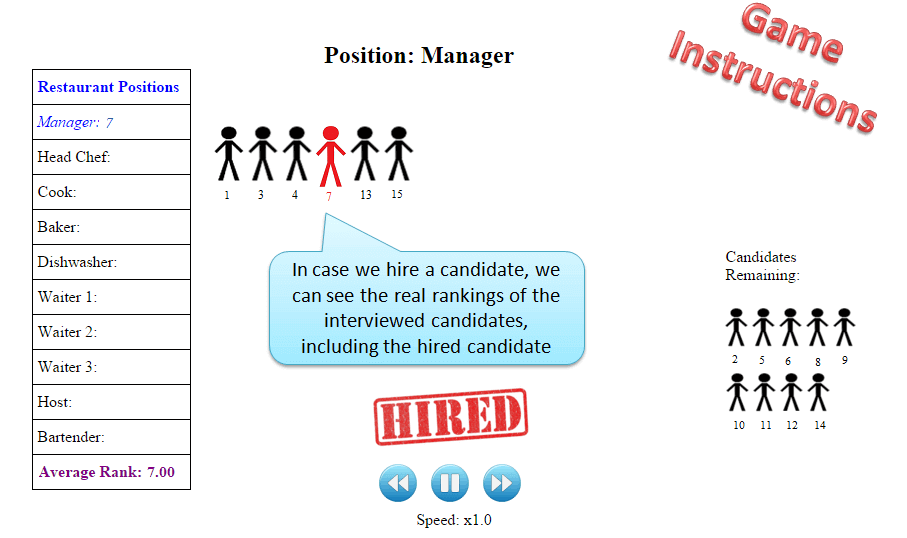 Game
Instructions
Position: Manager
Restaurant Positions
Manager: 7
Head Chef:
Cook:
Baker:
Dishwasher:
Waiter 1:
Waiter 2:
Waiter 3:
Host:
Bartender:
Average Rank: 7.00
1 3 4 7 13 15
In case we hire a candidate, we
can see the real rankings of the
interviewed candidates,
including the hired candidate
HIRED
Speed: x1.0
Candidates
Remaining:
2 5 6 8 9
10 11 12 14